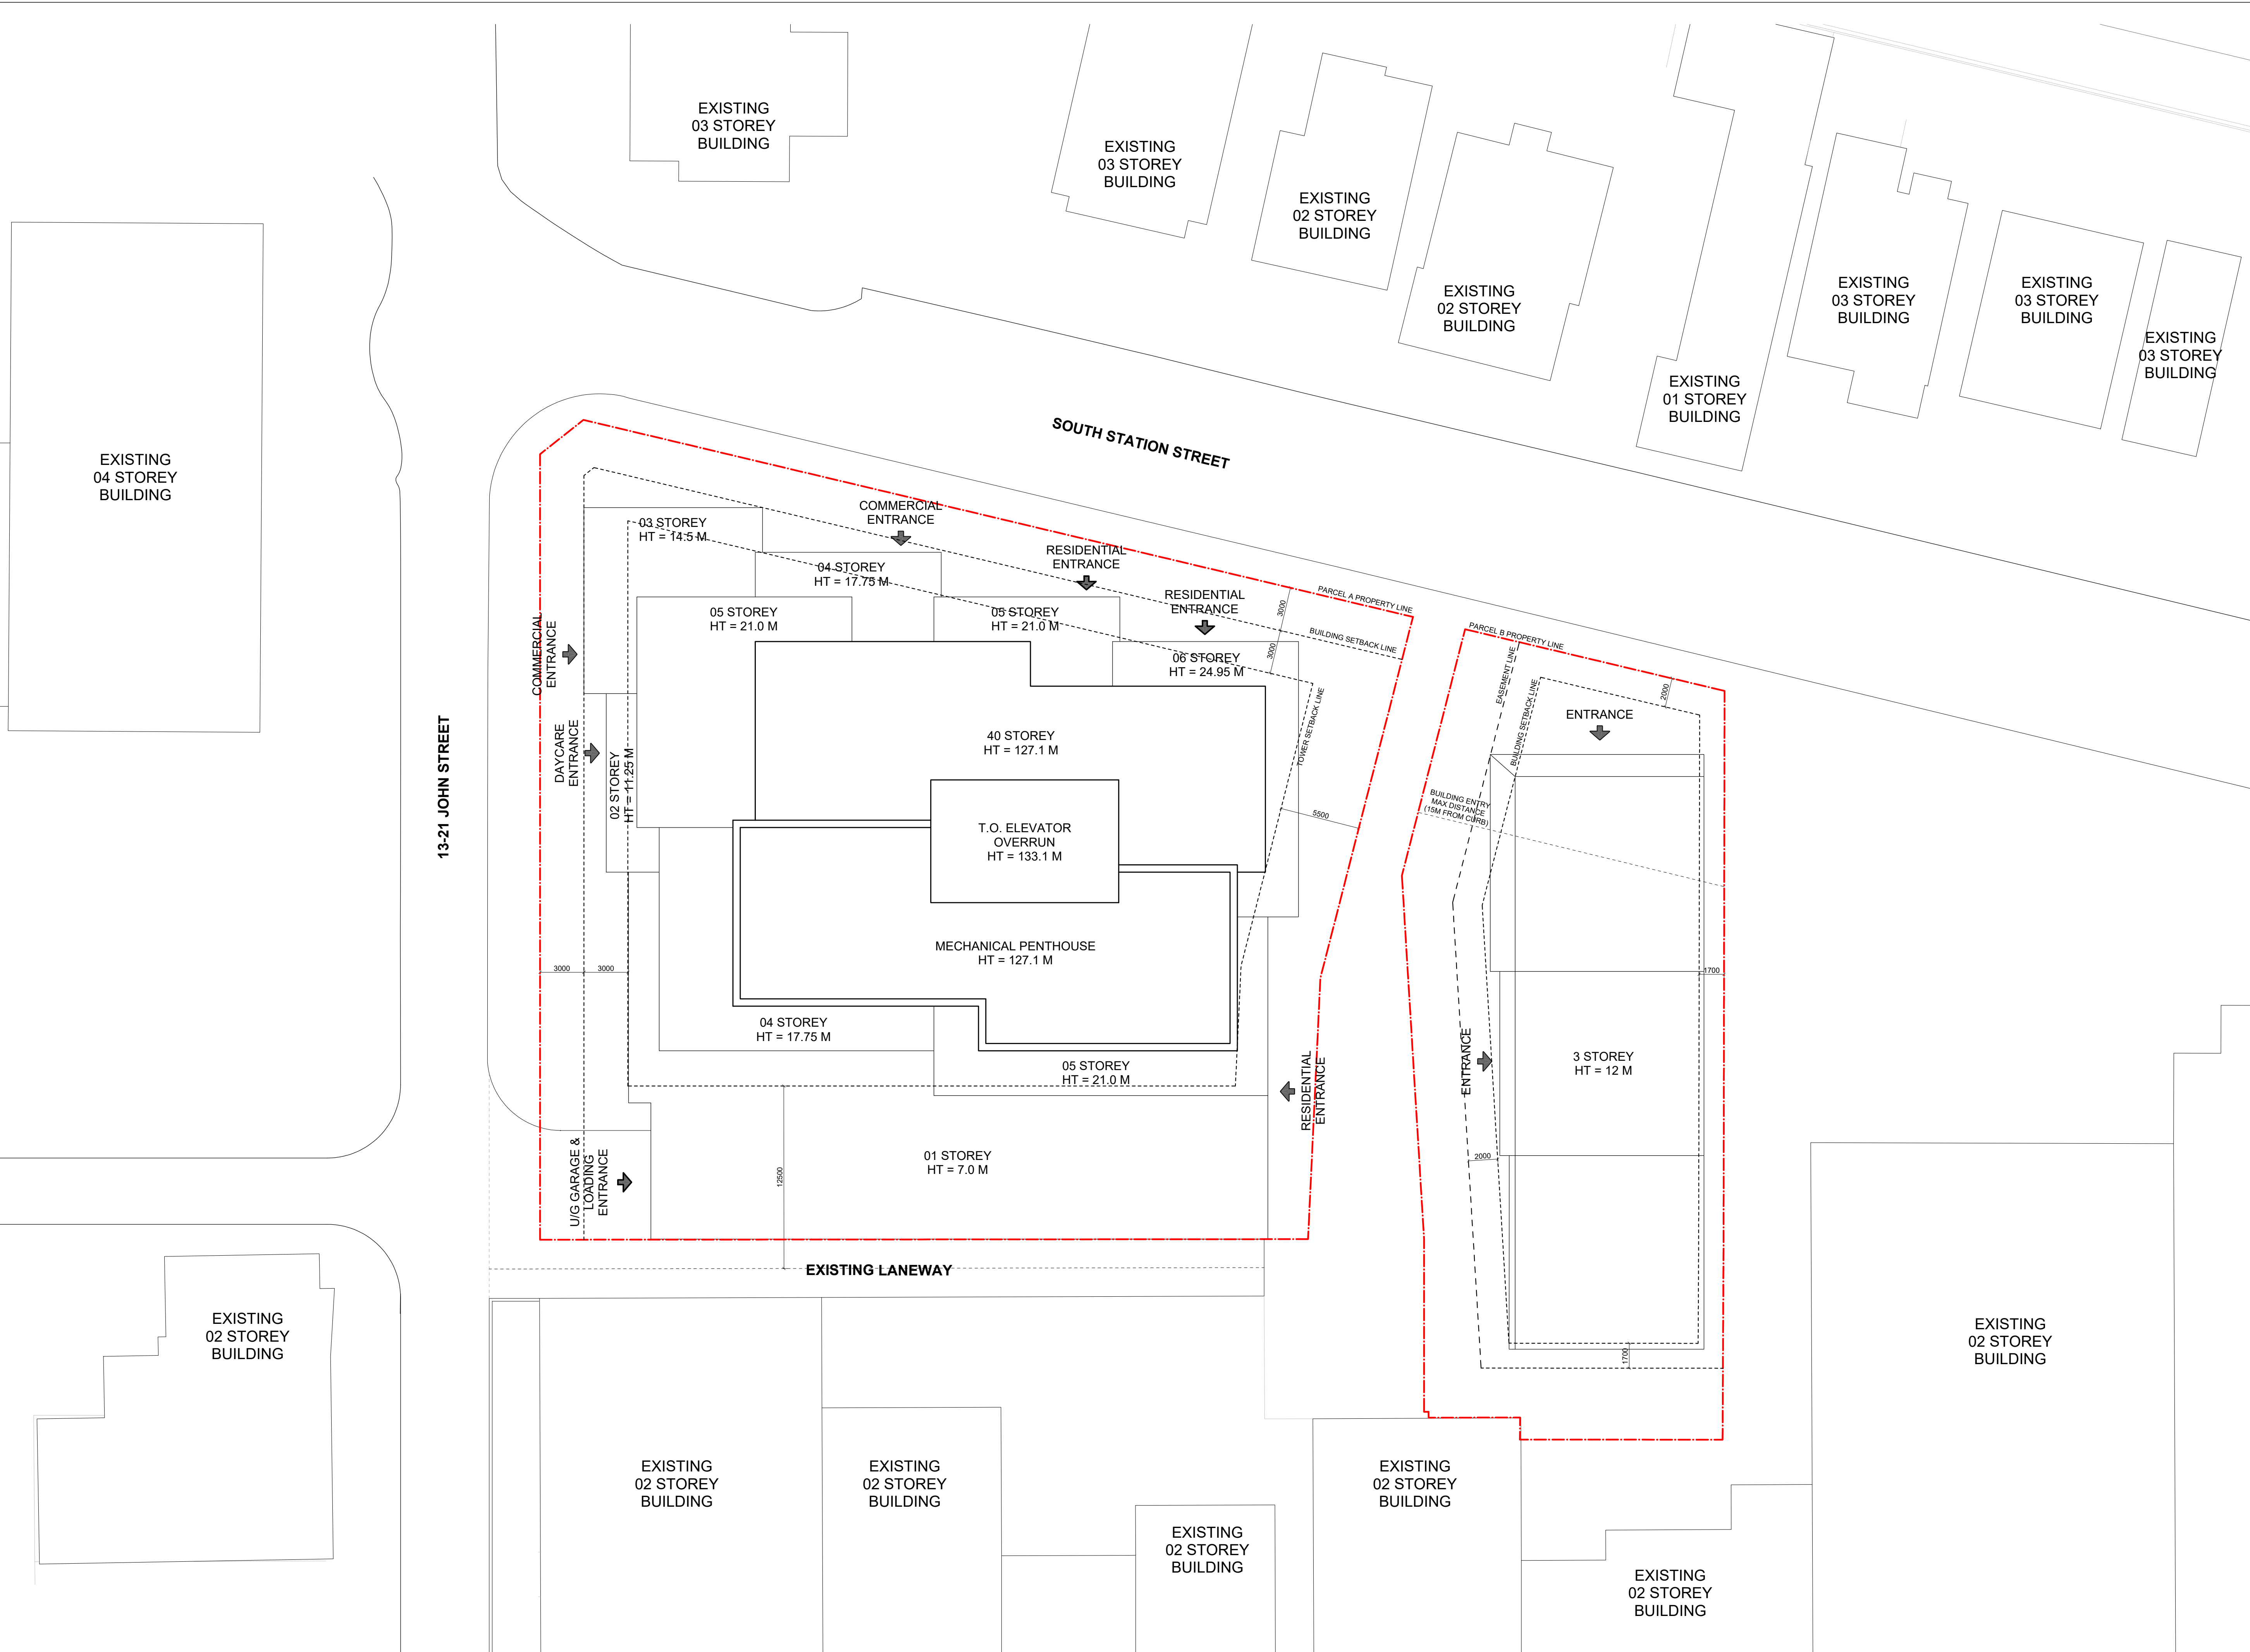 EXISTING
03 STOREY
BUILDING
EXISTING
03 STOREY
BUILDING
EXISTING
02 STOREY
BUILDING
EXISTING
02 STOREY
BUILDING
EXISTING
01 STOREY
BUILDING
EXISTING
03 STOREY
BUILDING
EXISTING
03 STOREY
BUILDING
EXISTING
03 STOREY
BUILDING
EXISTING
04 STOREY
BUILDING
SOUTH STATION STREET
13-21 JOHN STREET
COMMERCIAL
ENTRANCE
RESIDENTIAL
ENTRANCE
RESIDENTIAL
ENTRANCE
03 STOREY
HT = 14.5 M
04 STOREY
HT = 17.75 M
05 STOREY
HT = 21.0 M
05 STOREY
HT = 21.0 M
06 STOREY
HT = 24.95 M
3000
3000
PARCEL A PROPERTY LINE
BUILDING SETBACK LINE
TOWER SETBACK LINE
5500
COMMERCIAL
ENTRANCE
DAYCARE
ENTRANCE
02 STOREY
HT = 11.25 M
40 STOREY
HT = 127.1 M
T.O. ELEVATOR
OVERRUN
HT = 133.1 M
MECHANICAL PENTHOUSE
HT = 127.1 M
3000
3000
04 STOREY
HT = 17.75 M
05 STOREY
HT = 21.0 M
RESIDENTIAL
ENTRANCE
U/G GARAGE &
LOADING
ENTRANCE
12500
01 STOREY
HT = 7.0 M
EXISTING LANEWAY
PARCEL B PROPERTY LINE
EASEMENT LINE
BUILDING SETBACK LINE
2000
ENTRANCE
BUILDING ENTRY
MAX DISTANCE
(15M FROM CURB)
1700
ENTRANCE
3 STOREY
HT = 12 M
2000
1700
EXISTING
02 STOREY
BUILDING
EXISTING
02 STOREY
BUILDING
EXISTING
02 STOREY
BUILDING
EXISTING
02 STOREY
BUILDING
EXISTING
02 STOREY
BUILDING
EXISTING
02 STOREY
BUILDING
EXISTING
02 STOREY
BUILDING